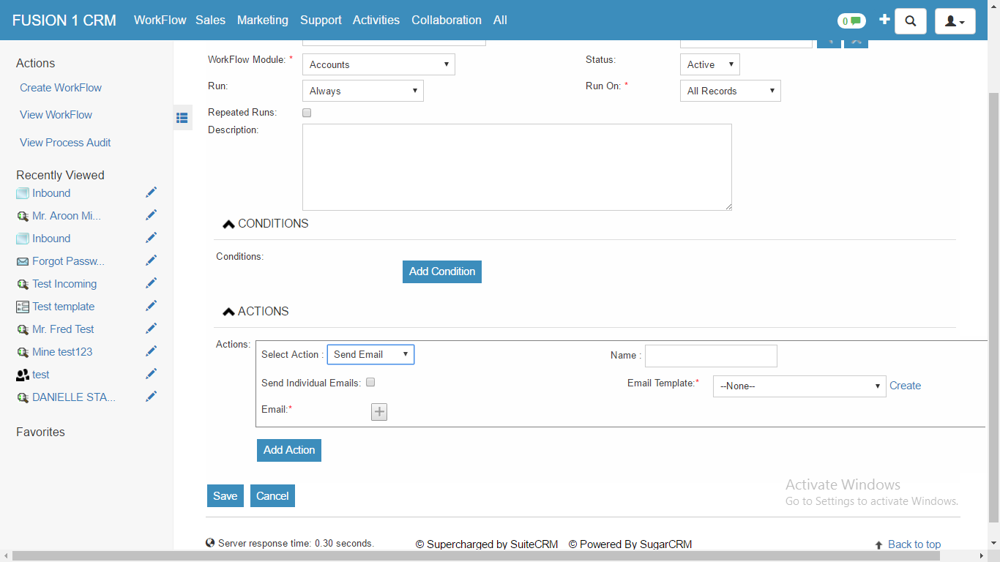 FUSION 1 CRM WorkFlow Sales Marketing Support Activities Collaboration All 0
Actions
Create WorkFlow
View WorkFlow
View Process Audit
Recently Viewed
Inbound
Mr. Aroon Mi...
Inbound
Forgot Passw...
Test Incoming
Test template
Mr. Fred Test
Mine test123
test
DANIELLE STA...
Favorites
WorkFlow Module: * Accounts Status: Active
Run: Always Run On: * All Records
Repeated Runs:
Description:
CONDITIONS
Conditions:
Add Condition
ACTIONS
Actions: Select Action : Send Email Name :
Send Individual Emails: Email Template:* --None-- Create
Email:*
Add Action
Save Cancel
Activate Windows
Go to Settings to activate Windows.
Server response time: 0.30 seconds. © Supercharged by SuiteCRM © Powered By SugarCRM Back to top